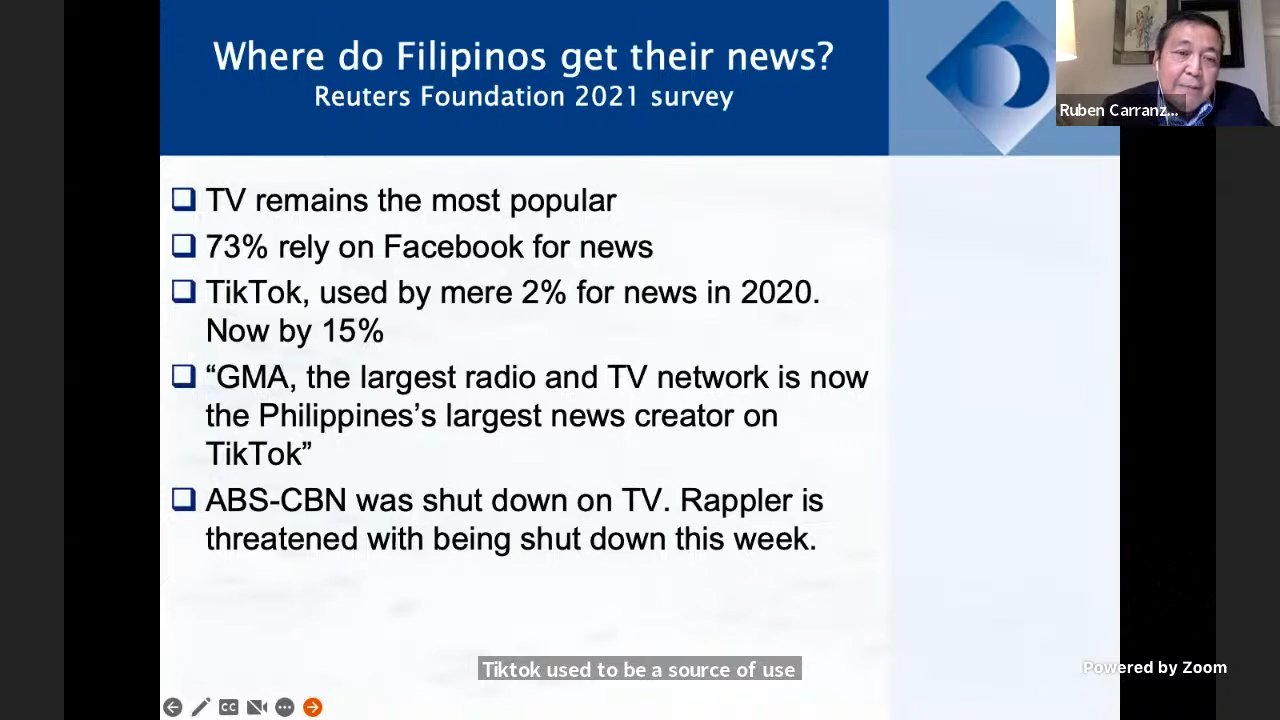 Where do Filipinos get their news?
Reuters Foundation 2021 survey
Ruben Carranz...
TV remains the most popular
73% rely on Facebook for news
TikTok, used by mere 2% for news in 2020.
Now by 15%
“GMA, the largest radio and TV network is now
the Philippines’s largest news creator on
TikTok”
ABS-CBN was shut down on TV. Rappler is
threatened with being shut down this week.
Tiktok used to be a source of use
Powered by Zoom
CC